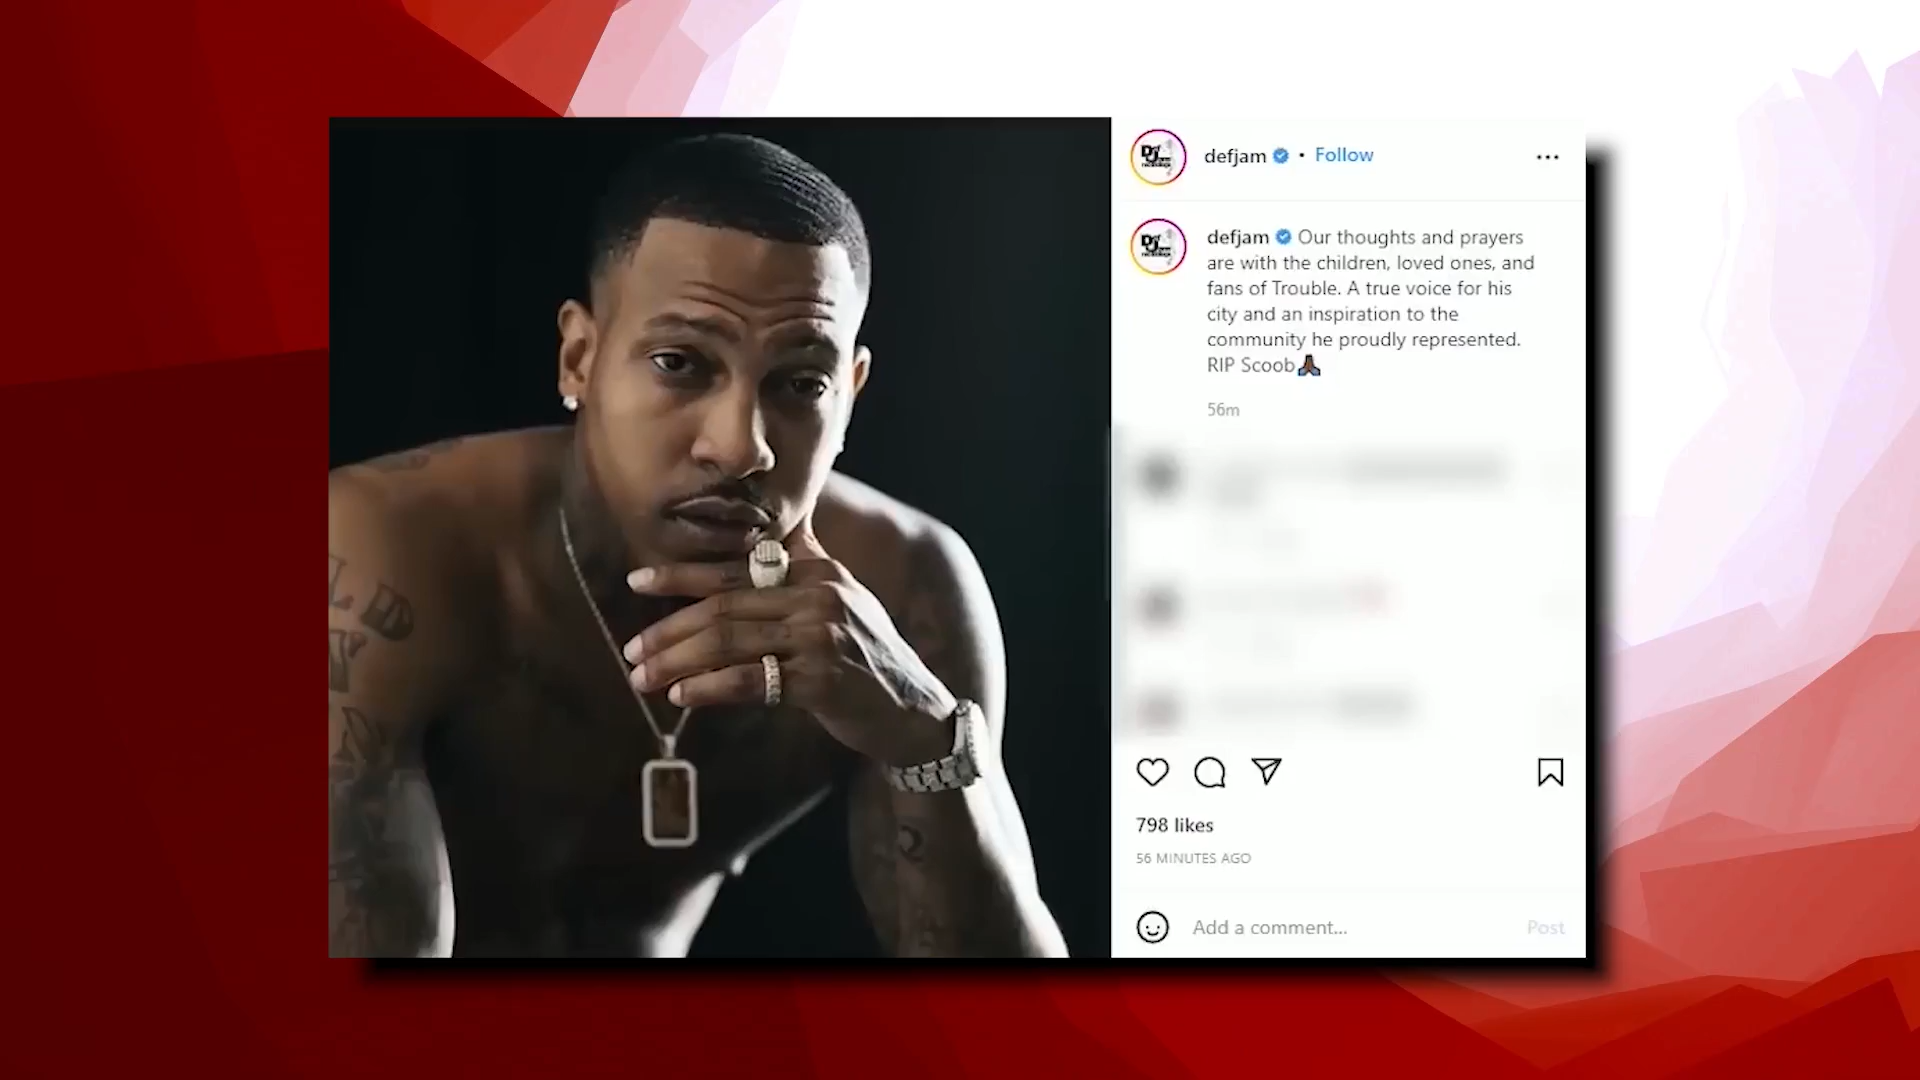 defjam • Follow
defjam Our thoughts and prayers
are with the children, loved ones, and
fans of Trouble. A true voice for his
city and an inspiration to the
community he proudly represented.
RIP Scoob🙏🏾
56m
798 likes
56 MINUTES AGO
Add a comment...
Post